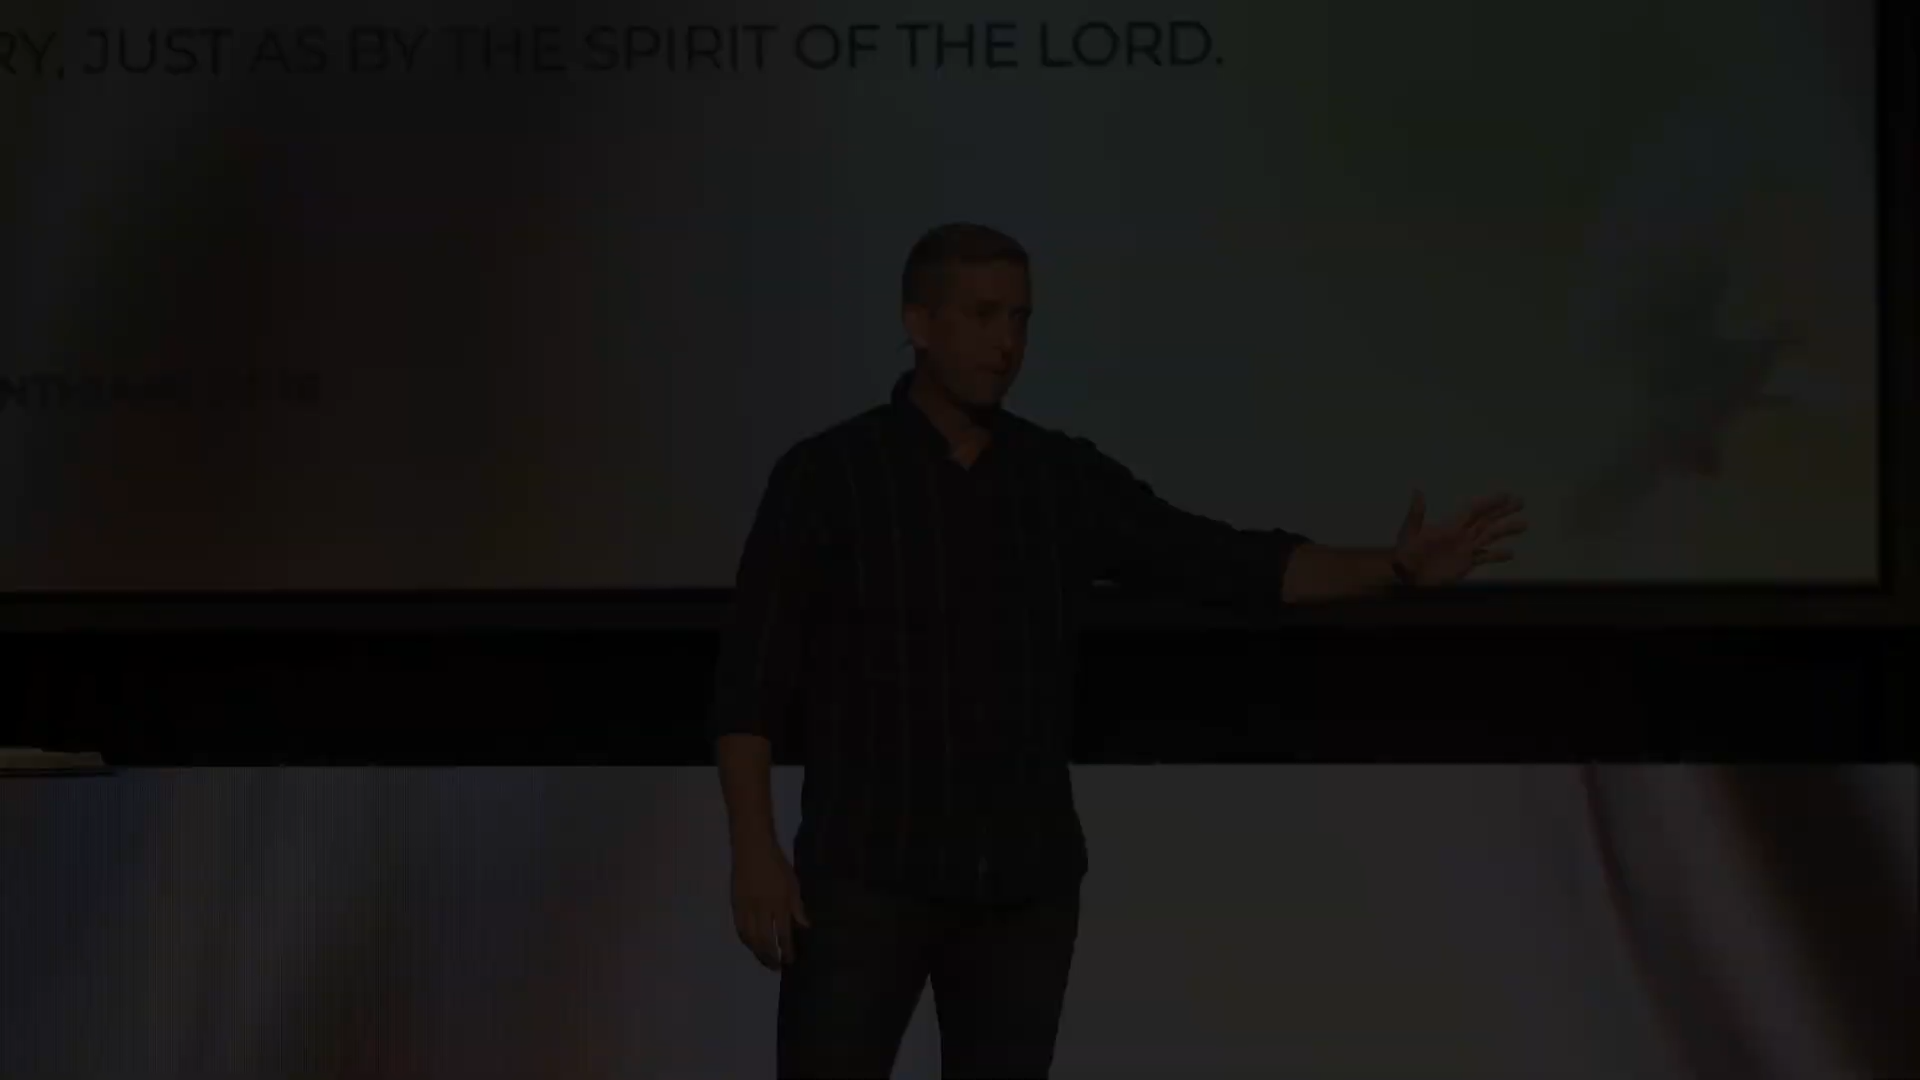 RY, JUST AS BY THE SPIRIT OF THE LORD.